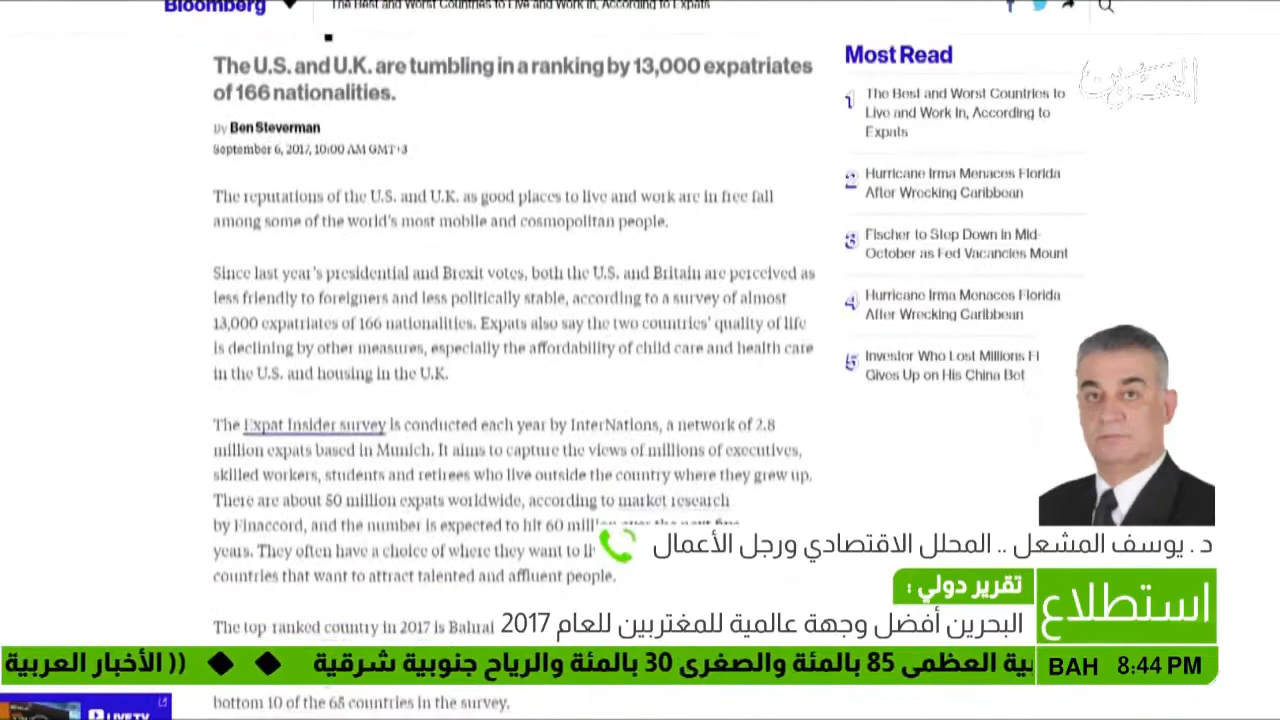 Bloomberg
The Best and Worst Countries to Live and Work in, According to Expats
The U.S. and U.K. are tumbling in a ranking by 13,000 expatriates
of 166 nationalities.
By Ben Steverman
September 6, 2017, 10:00 AM GMT+3
The reputations of the U.S. and U.K. as good places to live and work are in free fall
among some of the world's most mobile and cosmopolitan people.
Since last year's presidential and Brexit votes, both the U.S. and Britain are perceived as
less friendly to foreigners and less politically stable, according to a survey of almost
13,000 expatriates of 166 nationalities. Expats also say the two countries' quality of life
is declining by other measures, especially the affordability of child care and health care
in the U.S. and housing in the U.K.
The Expat Insider survey is conducted each year by InterNations, a network of 2.8
million expats based in Munich. It aims to capture the views of millions of executives,
skilled workers, students and retirees who live outside the country where they grew up.
There are about 50 million expats worldwide, according to market research
by Finaccord, and the number is expected to hit 60 mill
years. They often have a choice of where they want to li
countries that want to attract talented and affluent people.
The top-ranked country in 2017 is Bahrai
bottom 10 of the 65 countries in the survey.
Most Read
1 The Best and Worst Countries to
Live and Work in, According to
Expats
2 Hurricane Irma Menaces Florida
After Wrecking Caribbean
3 Fischer to Step Down in Mid-
October as Fed Vacancies Mount
4 Hurricane Irma Menaces Florida
After Wrecking Caribbean
5 Investor Who Lost Millions Fl
Gives Up on His China Bet
البحرين
د . يوسف المشعل .. المحلل الاقتصادي ورجل الأعمال
تقرير دولي :
استطلاع
البحرين أفضل وجهة عالمية للمغتربين للعام 2017
بية العظمى 85 بالمئة والصغرى 30 بالمئة والرياح جنوبية شرقية ◆ ◆ (( الأخبار العربية
BAH 8:44 PM
LIVE TV